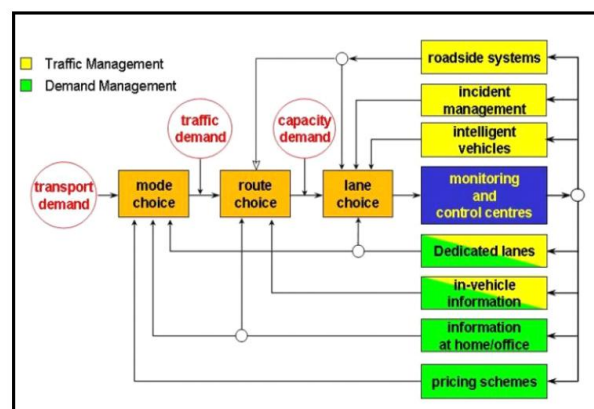 Traffic Management
Demand Management
roadside systems
incident
management
intelligent
vehicles
traffic
demand
capacity
demand
transport
demand
mode
choice
route
choice
lane
choice
monitoring
and
control centres
Dedicated lanes
in-vehicle
information
information
at home/office
pricing schemes